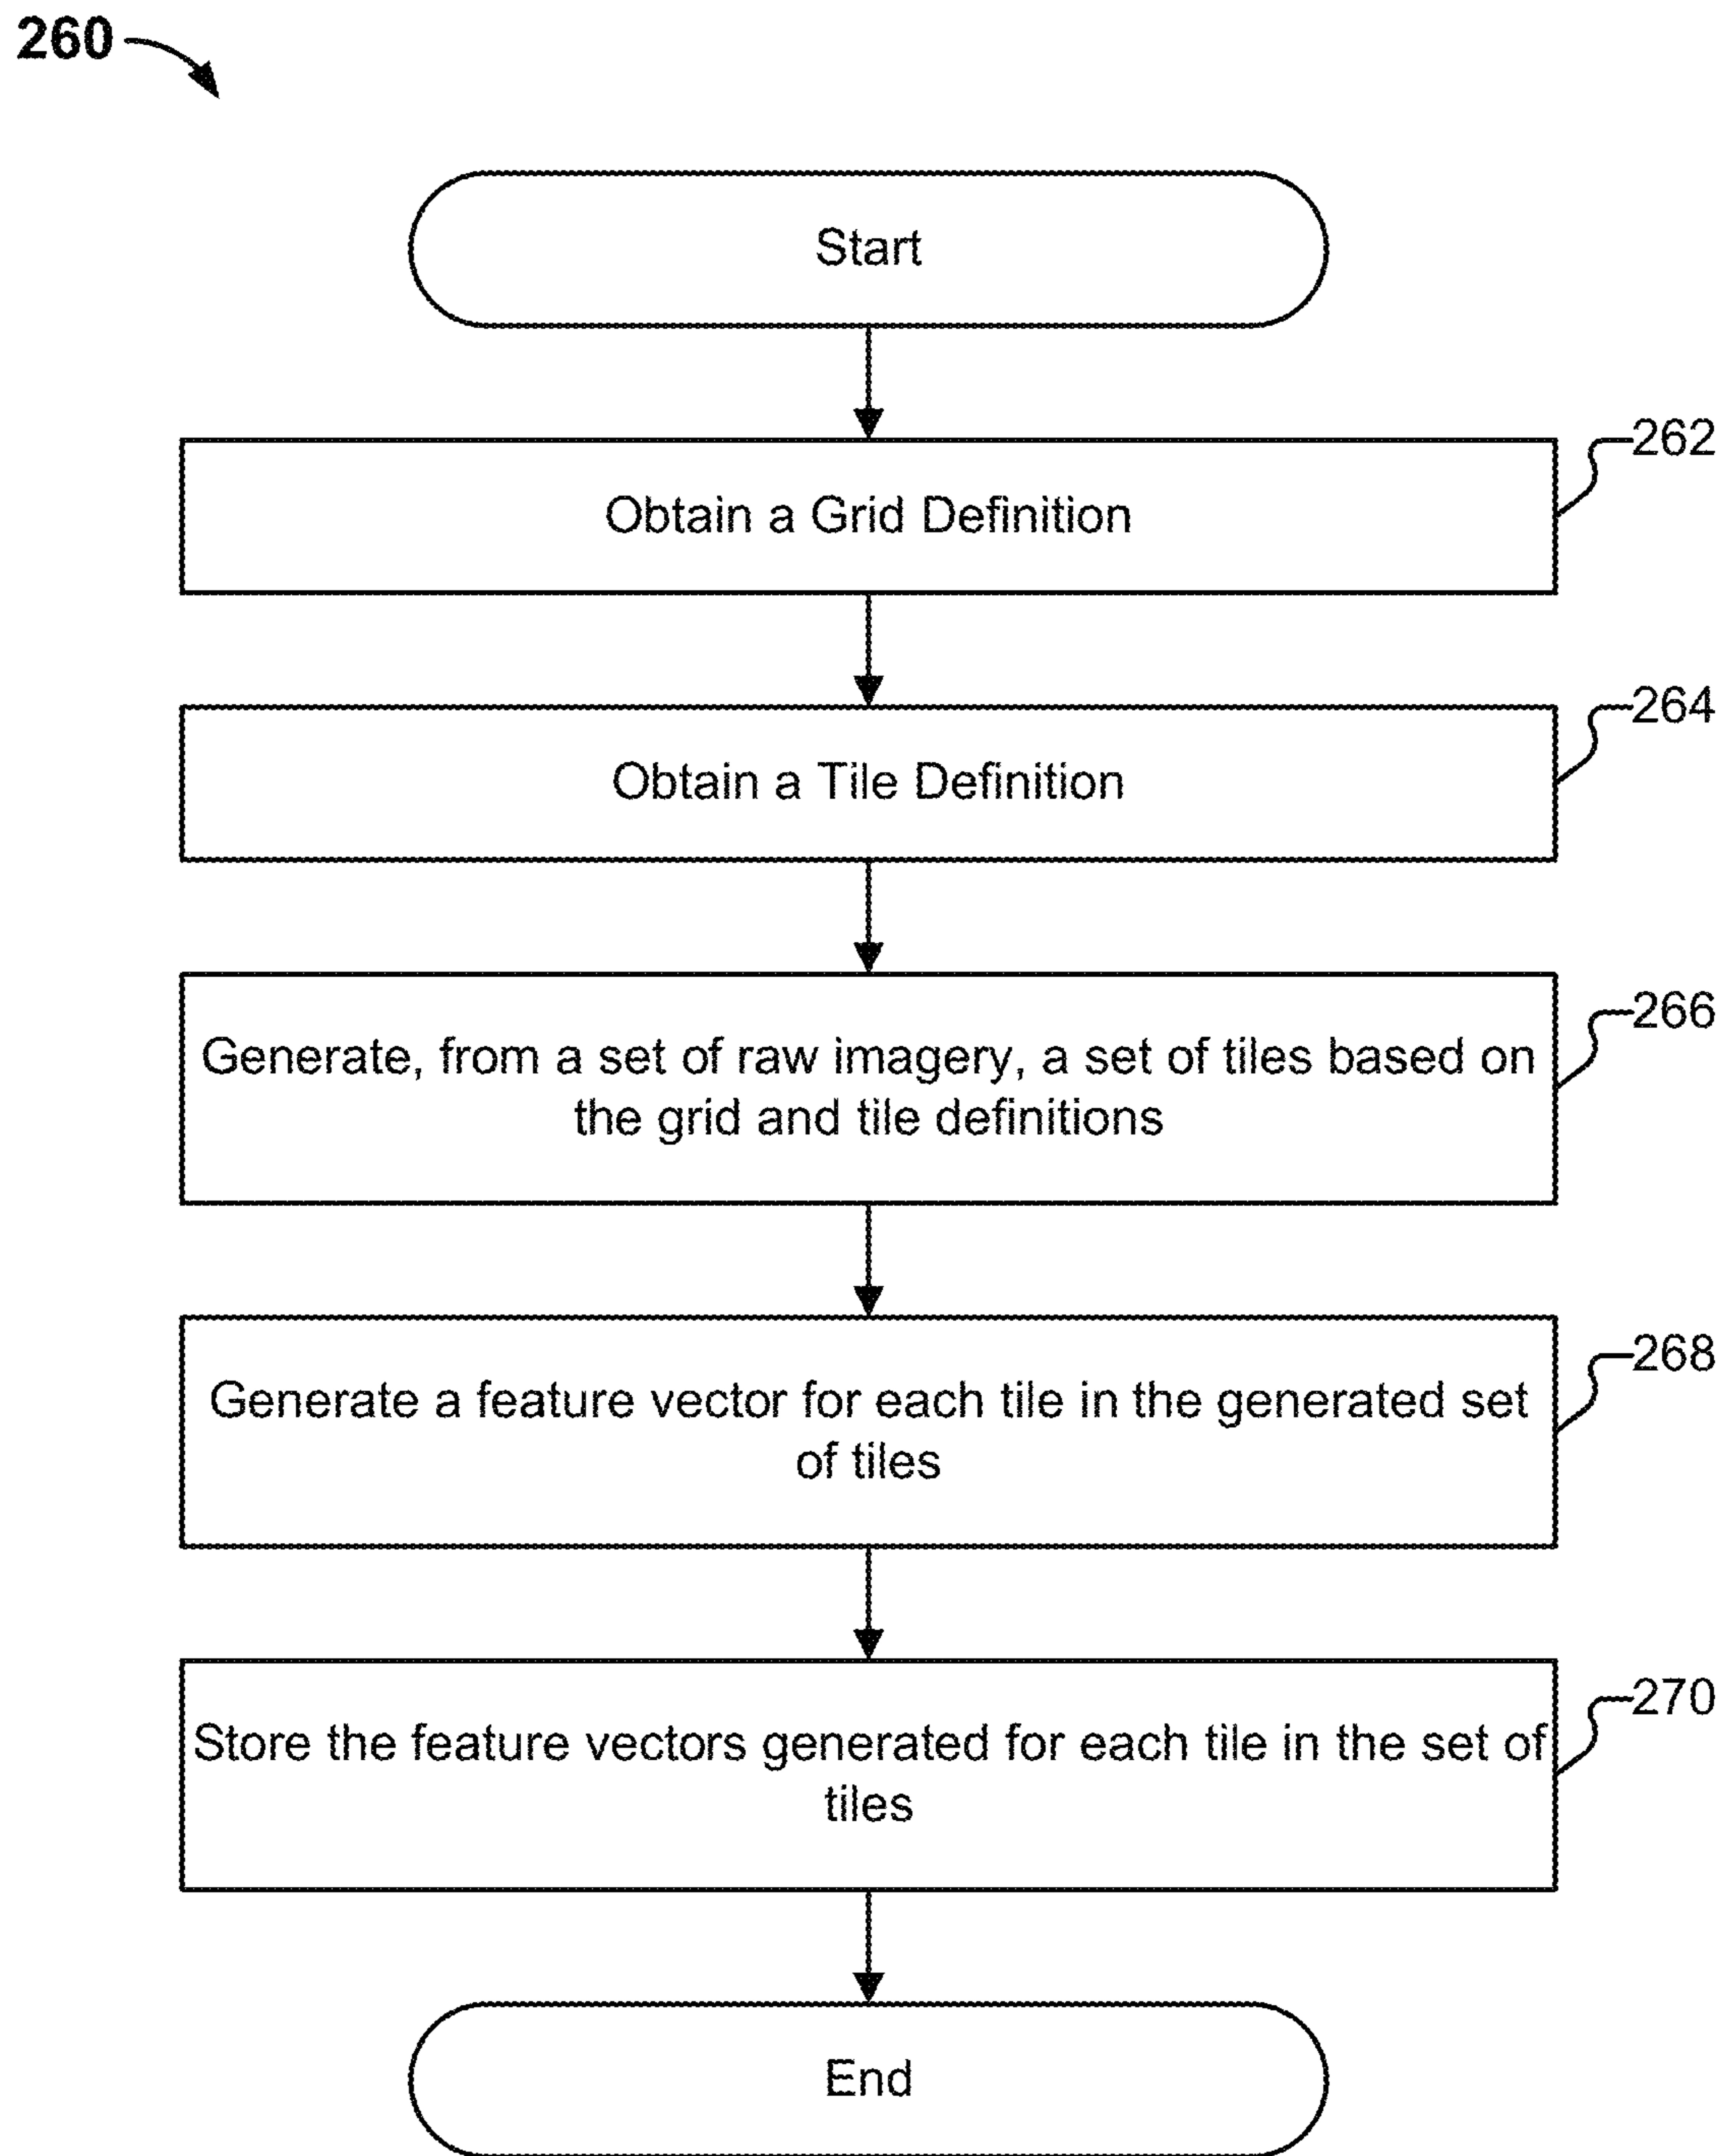 260
Start
262
Obtain a Grid Definition
264
Obtain a Tile Definition
266
Generate, from a set of raw imagery, a set of tiles based on
the grid and tile definitions
268
Generate a feature vector for each tile in the generated set
of tiles
270
Store the feature vectors generated for each tile in the set of
tiles
End